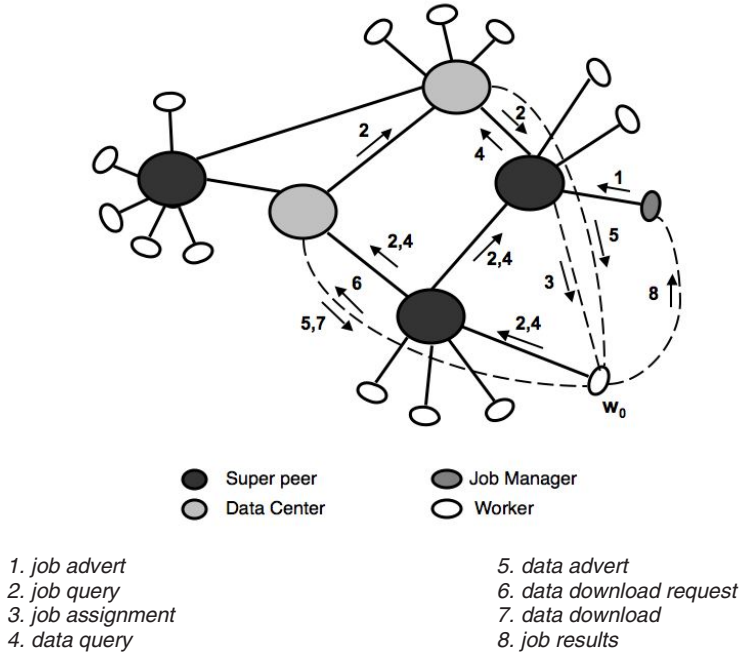 2
2
4
1
2,4
2,4
5
3
6
8
5,7
2,4
w0
Super peer
Job Manager
Data Center
Worker
1. job advert
2. job query
3. job assignment
4. data query
5. data advert
6. data download request
7. data download
8. job results